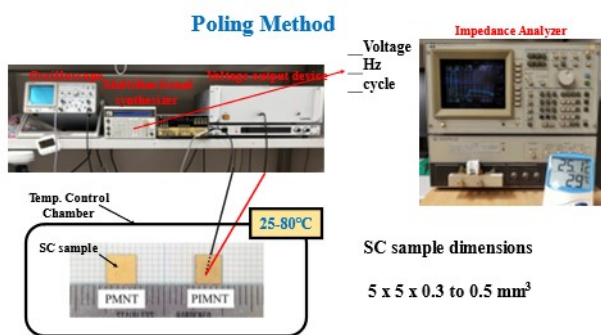 Poling Method
Impedance Analyzer
Oscilloscope
Multifunctional
synthesizer
Voltage output device
__Voltage
__Hz
__cycle
Temp. Control
Chamber
25-80℃
SC sample
PMNT
PIMNT
SC sample dimensions
5 x 5 x 0.3 to 0.5 mm³